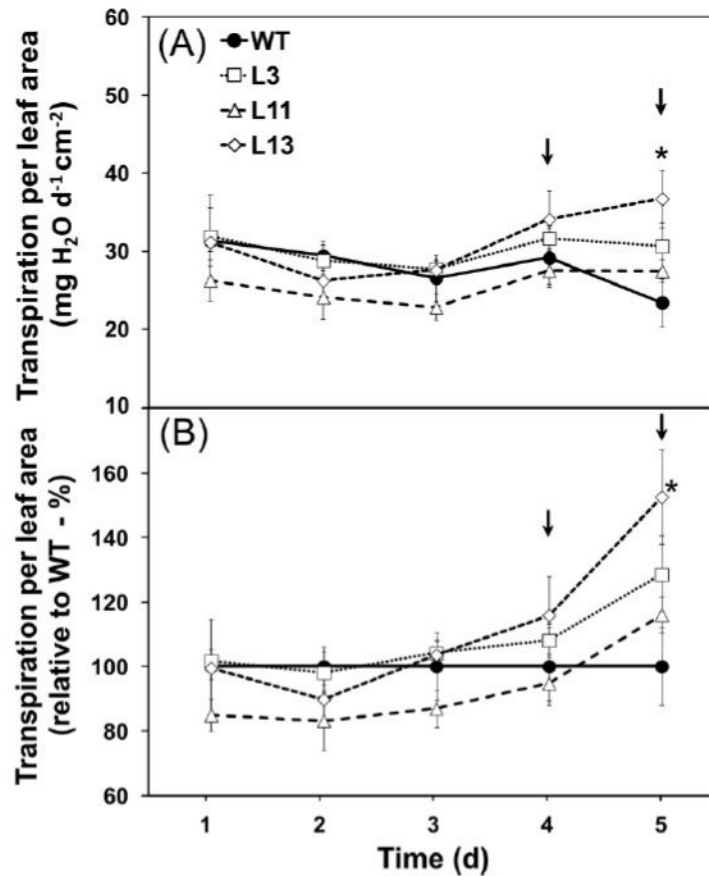 Transpiration per leaf area
(mg H₂O d⁻¹ cm⁻²)
60
50
40
30
20
10
(A)
WT
L3
L11
L13
*
Transpiration per leaf area
(relative to WT - %)
160
140
120
100
80
60
(B)
*
1 2 3 4 5
Time (d)